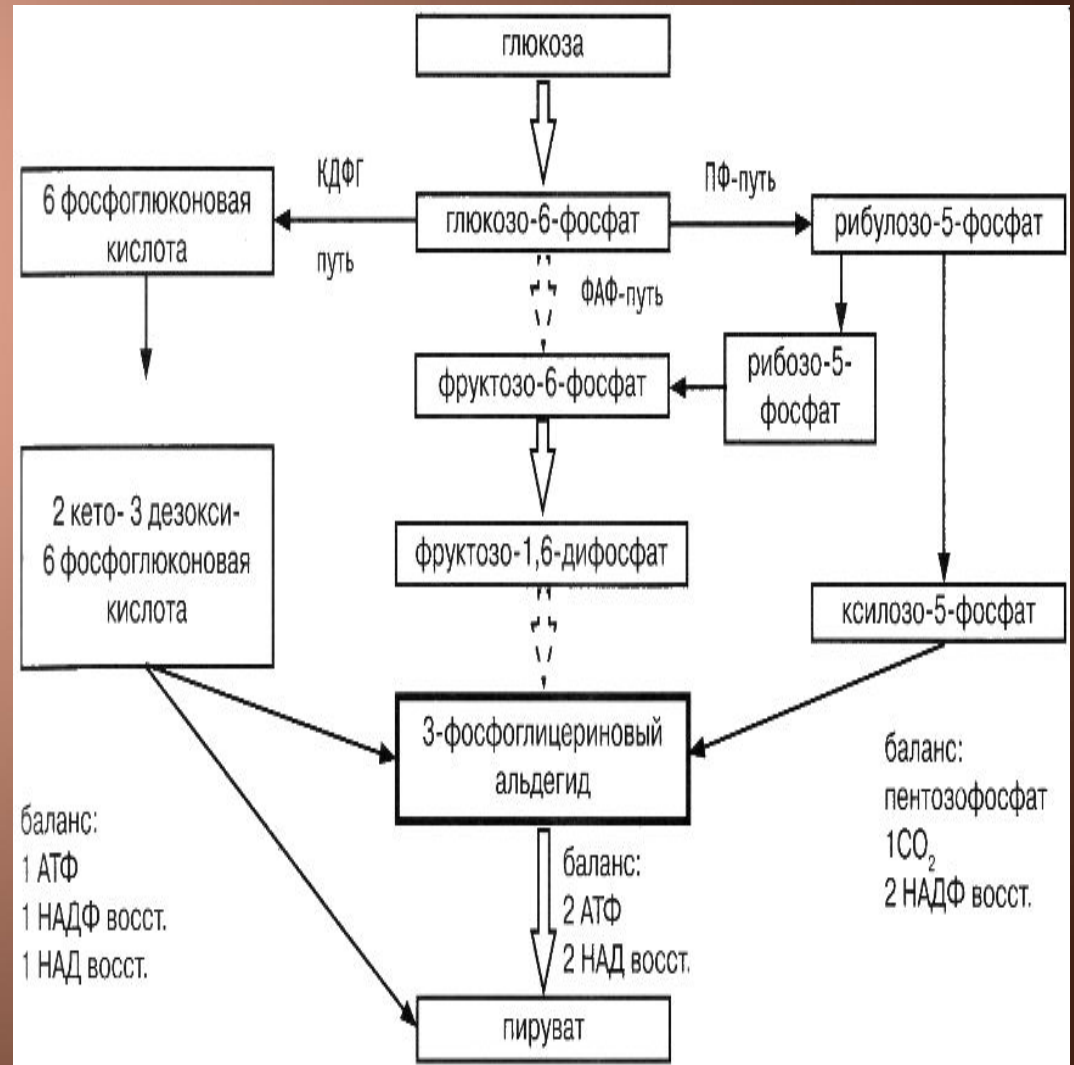 глюкоза
КДФГ
путь
ПФ-путь
6 фосфоглюконовая
кислота
глюкозо-6-фосфат
рибулозо-5-фосфат
ФАФ-путь
фруктозо-6-фосфат
рибозо-5-
фосфат
2 кето- 3 дезокси-
6 фосфоглюконовая
кислота
фруктозо-1,6-дифосфат
ксилозо-5-фосфат
3-фосфоглицериновый
альдегид
баланс:
1 АТФ
1 НАДФ восст.
1 НАД восст.
баланс:
2 АТФ
2 НАД восст.
баланс:
пентозофосфат
1CO₂
2 НАДФ восст.
пируват